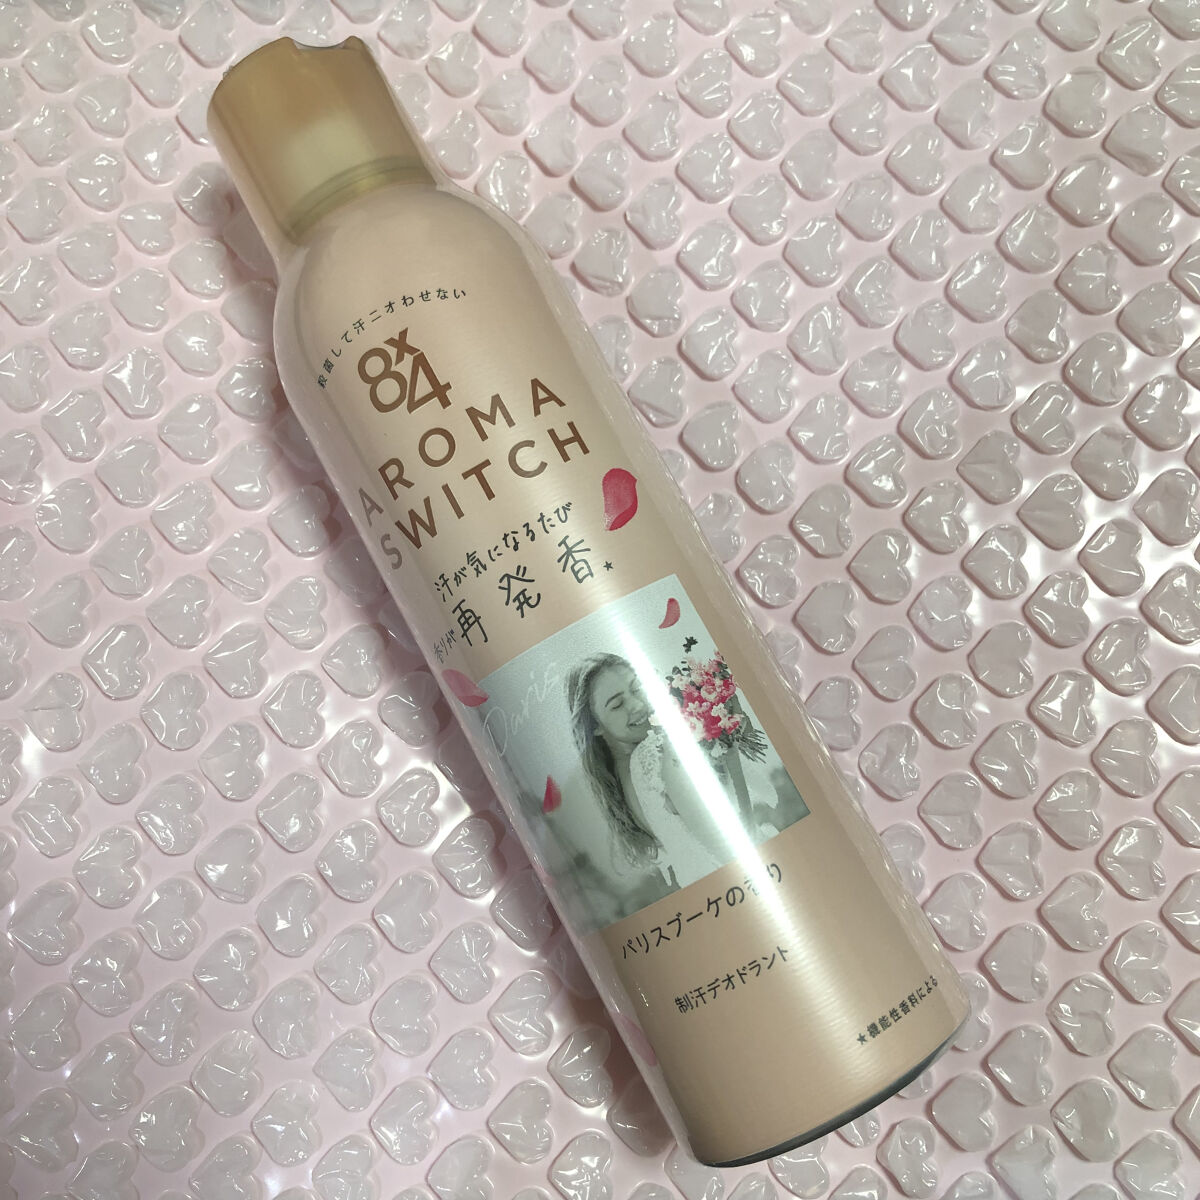 殺菌して汗ニオわせない
8x4
AROMA
SWITCH
汗が気になるたび
香りが再発香★
Paris
パリスブーケの香り
制汗デオドラント
★機能性香料による